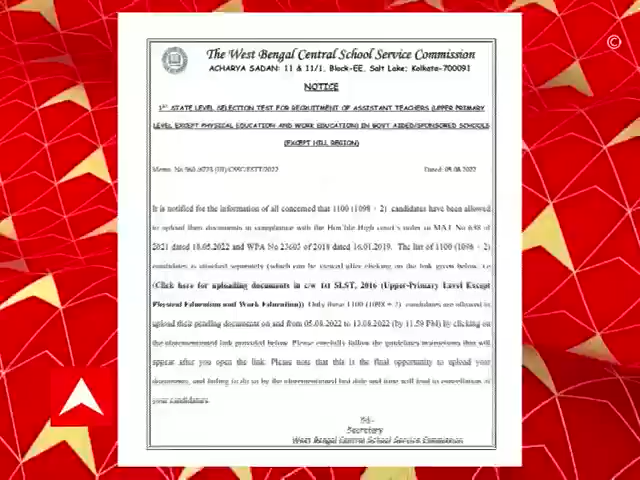 ©
The West Bengal Central School Service Commission
ACHARYA SADAN: 11 & 11/1, Block-EE, Salt Lake: Kolkata-700091
NOTICE
1ST STATE LEVEL SELECTION TEST FOR RECRUITMENT OF ASSISTANT TEACHERS (UPPER PRIMARY
LEVEL EXCEPT PHYSICAL EDUCATION AND WORK EDUCATION) IN GOVT AIDED/SPONSORED SCHOOLS
(EXCEPT HILL REGION)
Memo. No. /CSSC/ESTT/2022 Dated: 05.08.2022
It is notified for the information of all concerned that 1100 (1098 + 2) candidates have been allowed
to upload their documents in compliance with the Hon'ble High court's order in MAT No 638 of
2021 dated 18.05.2022 and WPA No 23605 of 2018 dated 16.01.2019. The list of 1100 (1098 + 2)
candidates is attached separately (which can be viewed after clicking on the link given below, i.e
(Click here for uploading documents in c/w 1st SLST, 2016 (Upper-Primary Level Except
Physical Education and Work Education)). Only those 1100 (1098 + 2) candidates are allowed to
upload their pending document on and from 05.08.2022 to 13.08.2022 (by 11.59 PM) by clicking on
the aforementioned link provided below. Please carefully follow the guidelines/instructions that will
appear after you open the link. Please note that this is the final opportunity to upload your
documents, and failing to do so by the aforementioned last date and time will lead to cancellation of
your candidature.
Sd/-
Secretary
West Bengal Central School Service Commission